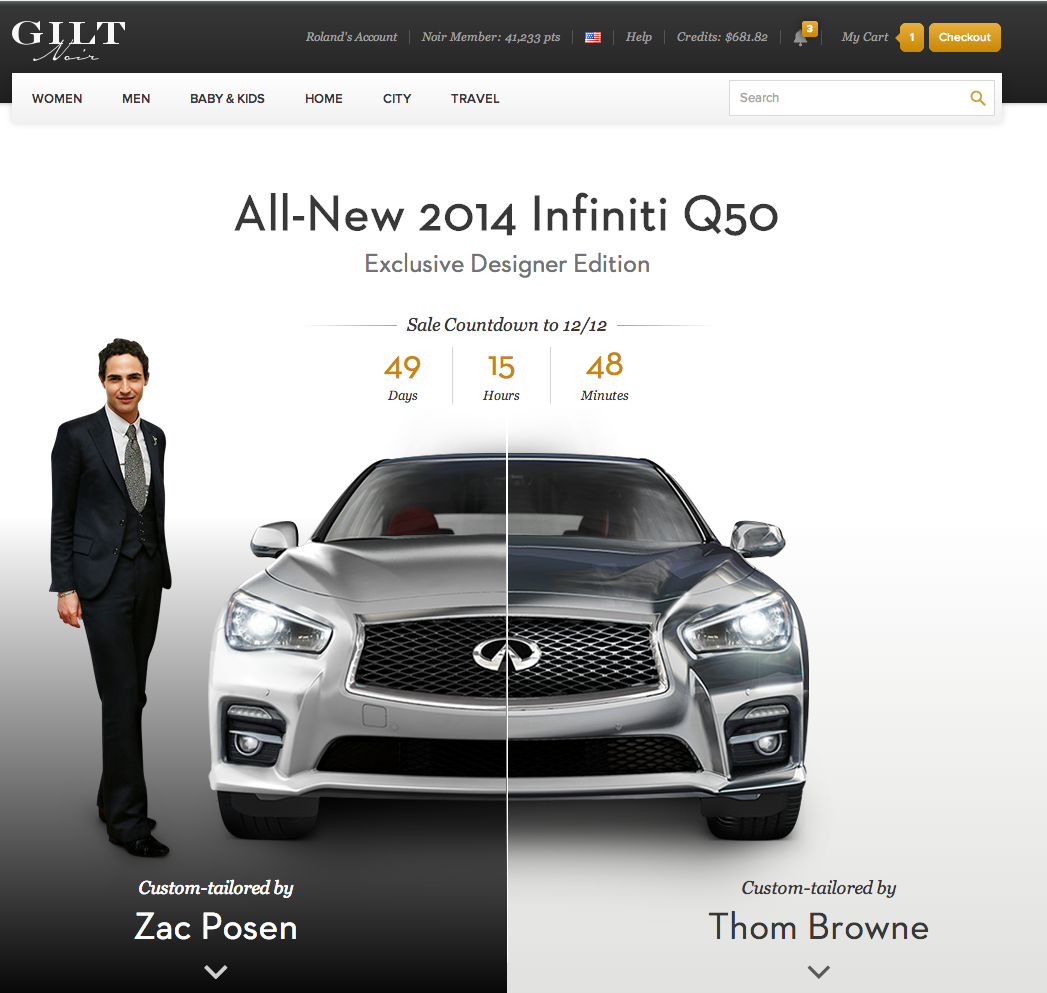 GILT
Noir
Roland's Account
Noir Member: 41,233 pts
Help
Credits: $681.82
3
My Cart
1
Checkout
WOMEN
MEN
BABY & KIDS
HOME
CITY
TRAVEL
Search
All-New 2014 Infiniti Q50
Exclusive Designer Edition
Sale Countdown to 12/12
49
15
48
Days
Hours
Minutes
Custom-tailored by
Zac Posen
Custom-tailored by
Thom Browne